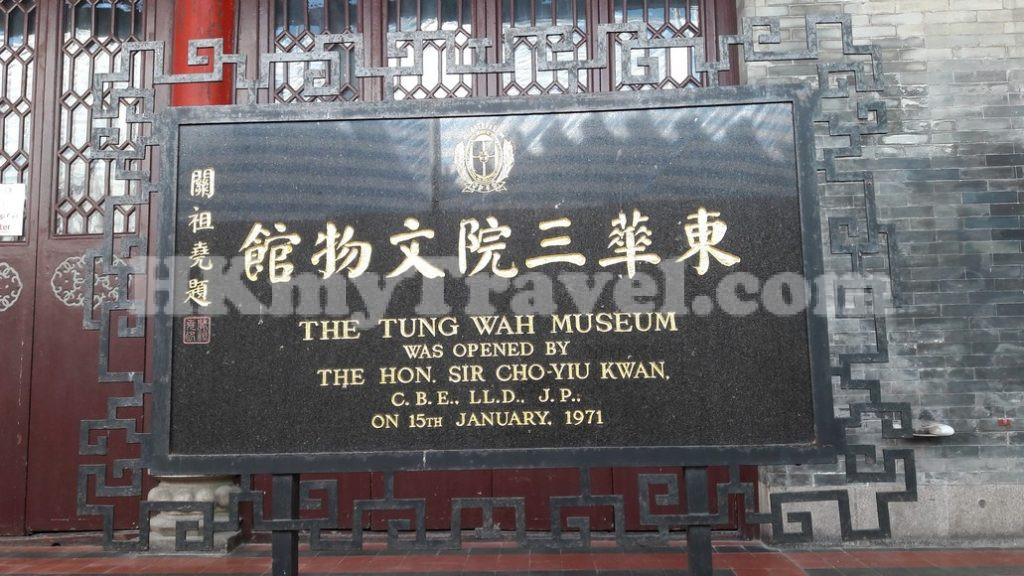 東華三院文物館
關祖堯題
THE TUNG WAH MUSEUM
WAS OPENED BY
THE HON. SIR CHO-YIU KWAN,
C. B. E., LL.D., J. P.,
ON 15TH JANUARY, 1971
HKmyTravel.com